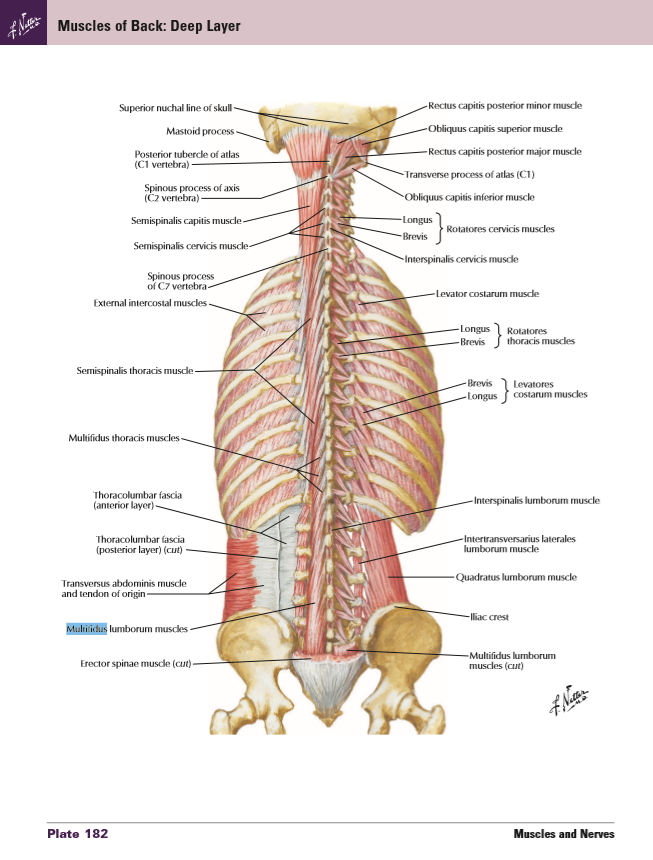 Muscles of Back: Deep Layer
Superior nuchal line of skull
Mastoid process
Posterior tubercle of atlas
(C1 vertebra)
Spinous process of axis
(C2 vertebra)
Semispinalis capitis muscle
Semispinalis cervicis muscle
Spinous process
of C7 vertebra
External intercostal muscles
Semispinalis thoracis muscle
Multifidus thoracis muscles
Thoracolumbar fascia
(anterior layer)
Thoracolumbar fascia
(posterior layer) (cut)
Transversus abdominis muscle
and tendon of origin
Multifidus lumborum muscles
Erector spinae muscle (cut)
Rectus capitis posterior minor muscle
Obliquus capitis superior muscle
Rectus capitis posterior major muscle
Transverse process of atlas (C1)
Obliquus capitis inferior muscle
Longus
Brevis
Rotatores cervicis muscles
Interspinalis cervicis muscle
Levator costarum muscle
Longus
Brevis
Rotatores
thoracis muscles
Brevis
Longus
Levatores
costarum muscles
Interspinalis lumborum muscle
Intertransversarius laterales
lumborum muscle
Quadratus lumborum muscle
Iliac crest
Multifidus lumborum
muscles (cut)
Plate 182
Muscles and Nerves